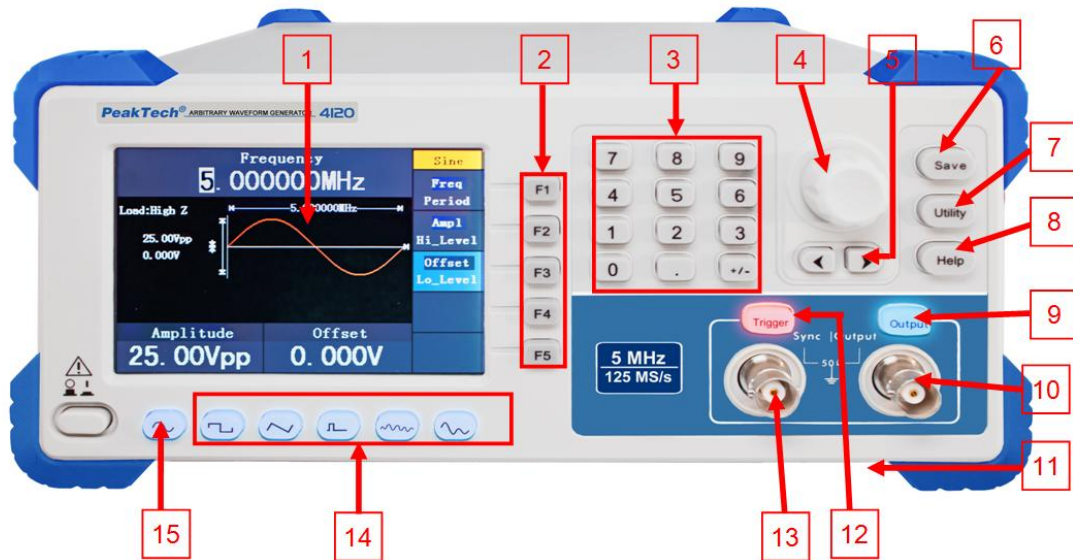 1
2
3
4
5
6
7
8
9
10
11
12
13
14
15
PeakTech® ARBITRARY WAVEFORM GENERATOR 4120
Frequency
5.000000MHz
Load:High Z
5.000000MHz
25.00Vpp
0.000V
Amplitude
25.00Vpp
Offset
0.000V
Sine
Freq
Period
Ampl
Hi_Level
Offset
Lo_Level
F1
F2
F3
F4
F5
7 8 9
4 5 6
1 2 3
0 . +/-
Save
Utility
Help
Trigger
Output
Sync | Output
50Ω
5 MHz
125 MS/s